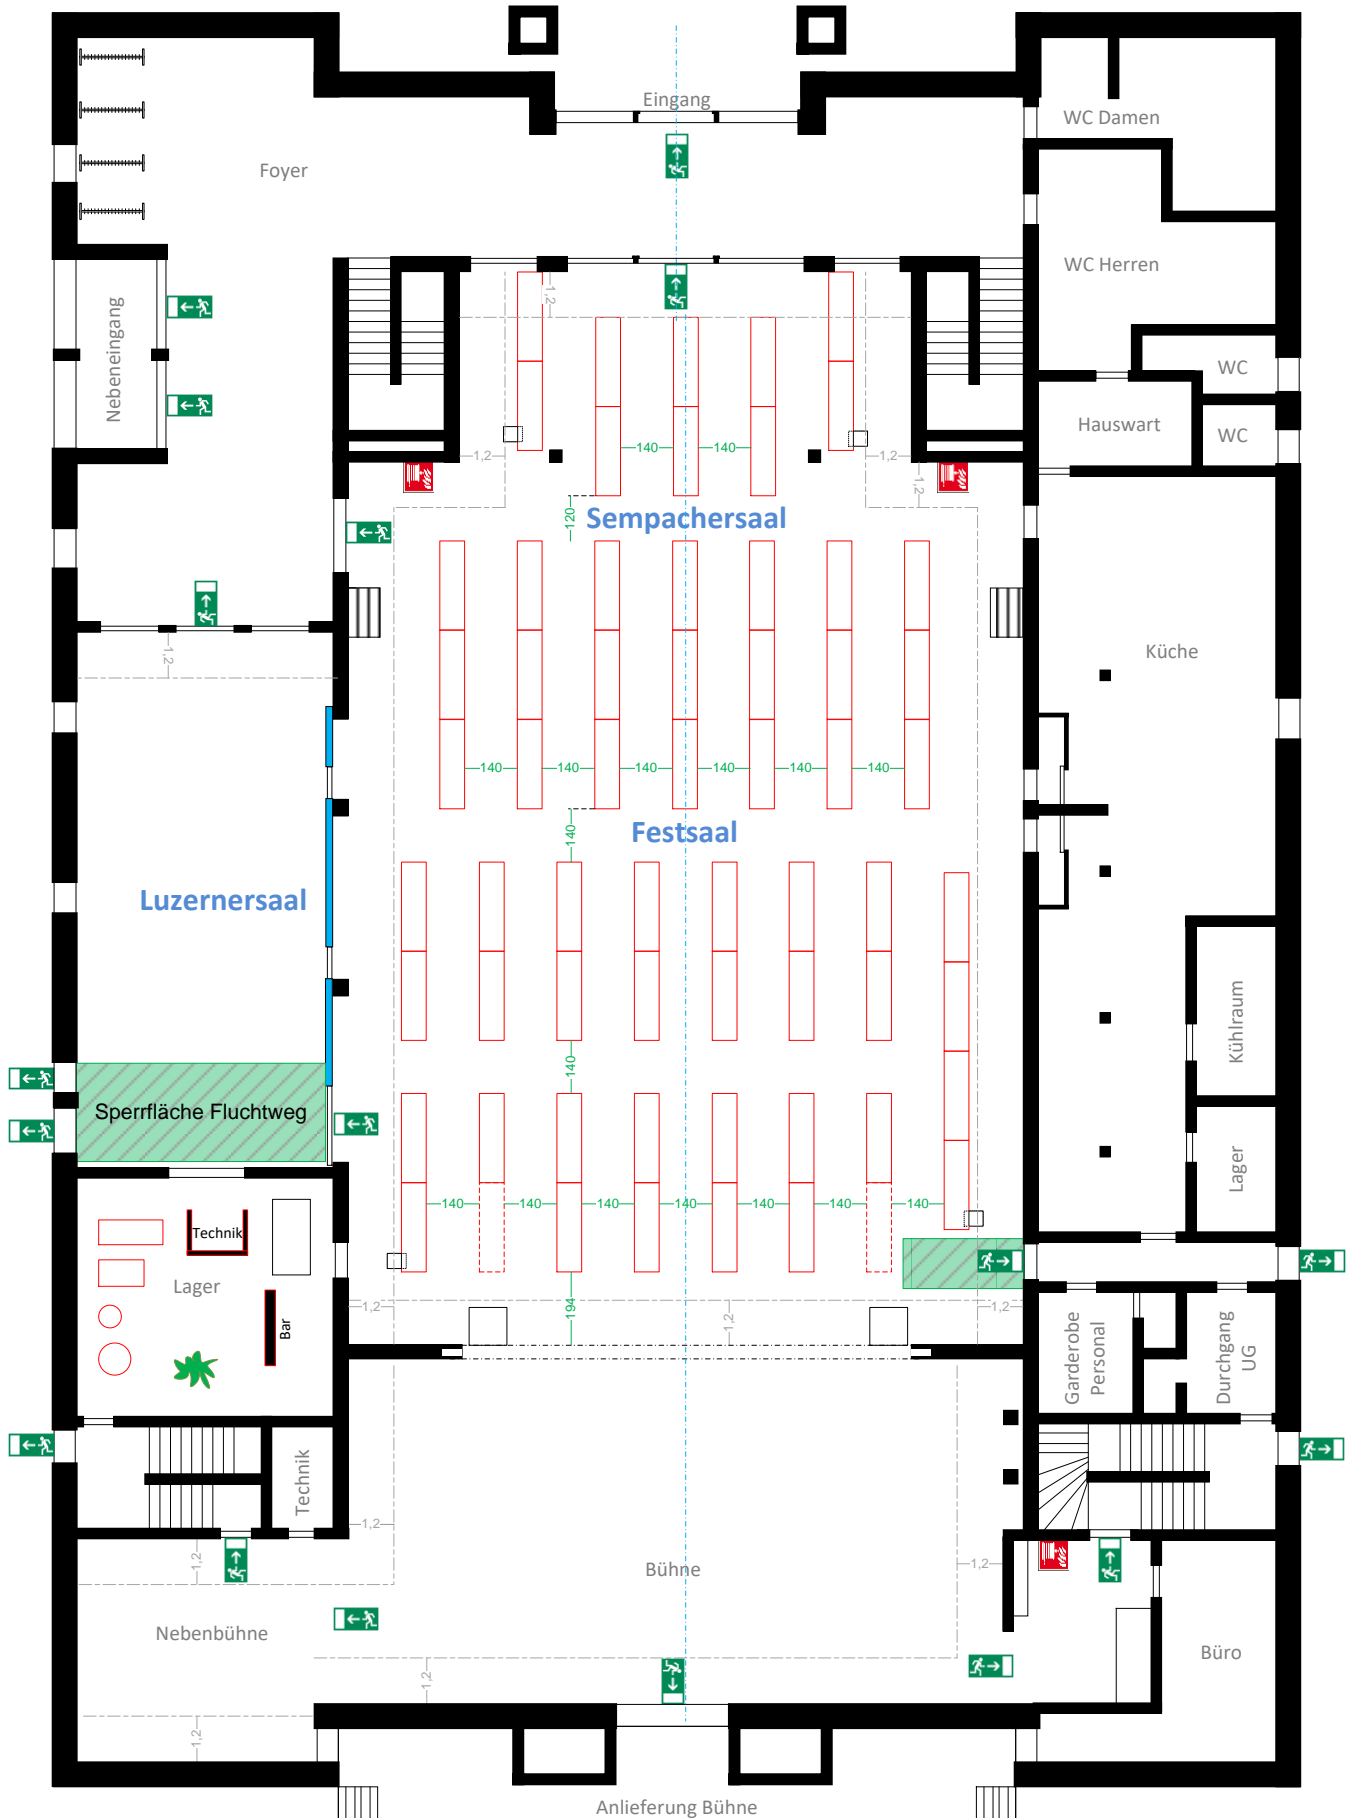 Eingang
WC Damen
Foyer
WC Herren
Nebeneingang
1,2
WC
Hauswart
WC
140
140
1,2
1,2
1,2
120
Sempachersaal
Küche
1,2
140
140
140
140
140
140
140
Festsaal
Luzernersaal
Kühlraum
140
Sperrfläche Fluchtweg
Lager
140
140
140
140
140
140
140
Technik
Lager
Bar
1,2
194
1,2
1,2
Garderobe
Personal
Durchgang
UG
Technik
1,2
1,2
1,2
Bühne
Nebenbühne
Büro
1,2
1,2
Anlieferung Bühne